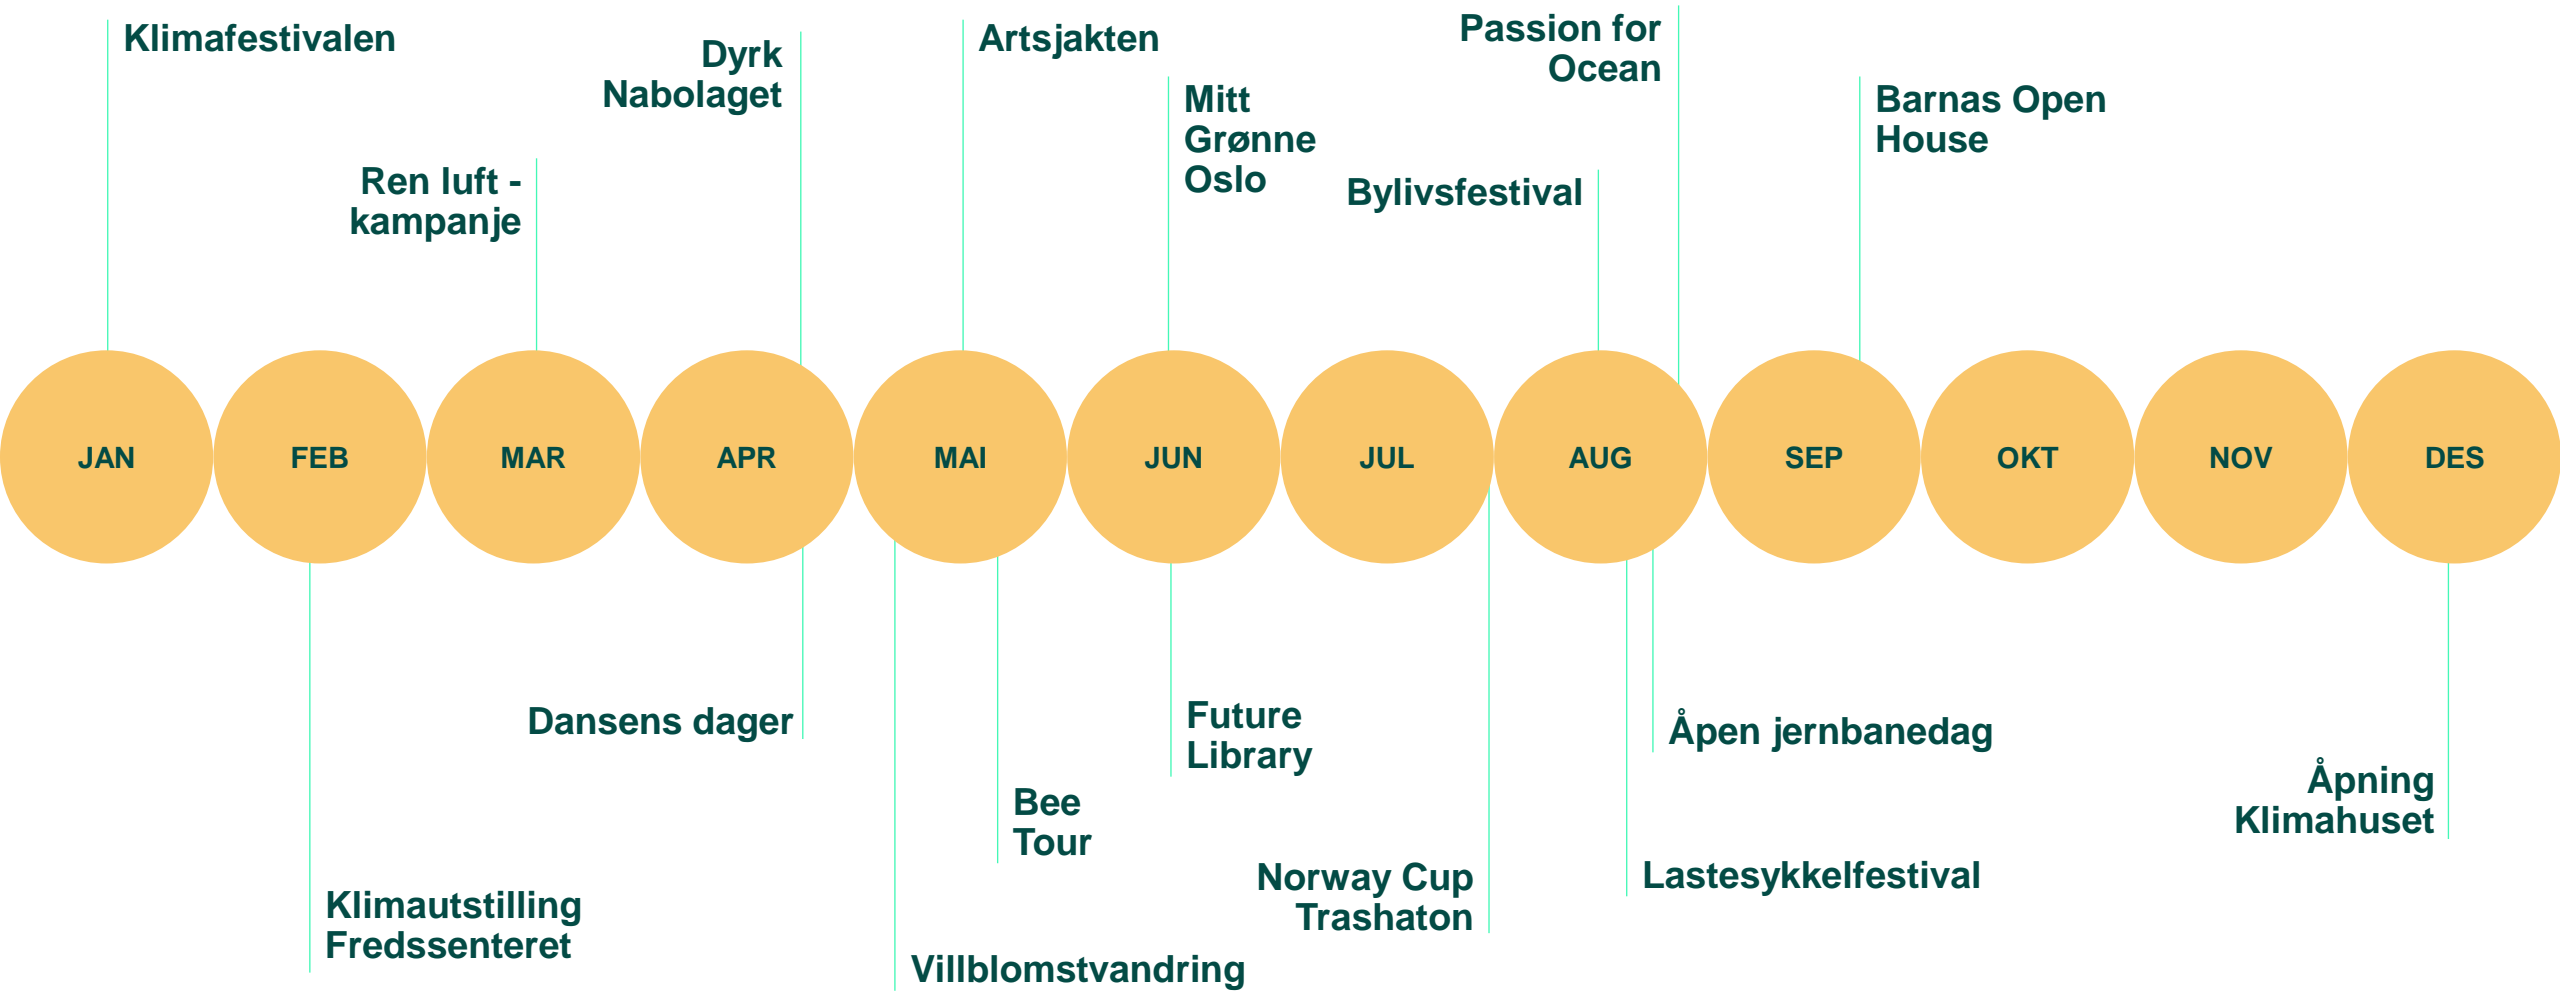 Klimafestivalen
Ren luft -
kampanje
Dyrk
Nabolaget
Artsjakten
Mitt
Grønne
Oslo
Bylivsfestival
Passion for
Ocean
Barnas Open
House
JAN
FEB
MAR
APR
MAI
JUN
JUL
AUG
SEP
OKT
NOV
DES
Klimautstilling
Fredssenteret
Dansens dager
Villblomstvandring
Bee
Tour
Future
Library
Norway Cup
Trashaton
Lastesykkelfestival
Åpen jernbanedag
Åpning
Klimahuset